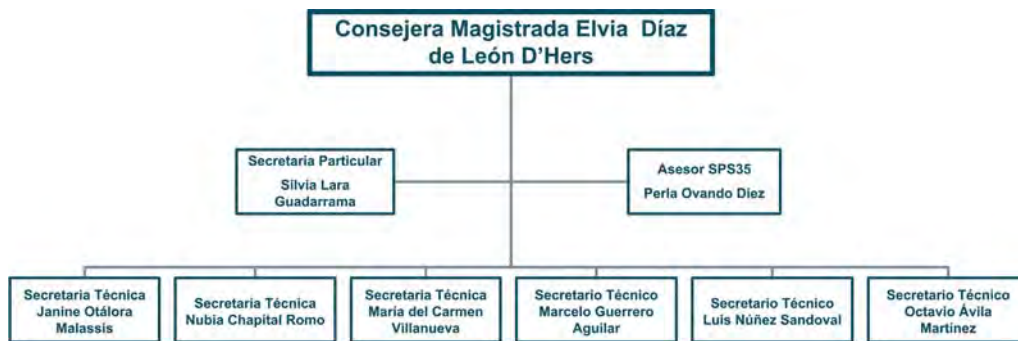 Consejera Magistrada Elvia Díaz
de León D'Hers
Secretaria Particular
Silvia Lara
Guadarrama
Asesor SPS35
Perla Ovando Diez
Secretaria Técnica
Janine Otálora
Malassis
Secretaria Técnica
Nubia Chapital Romo
Secretaria Técnica
María del Carmen
Villanueva
Secretario Técnico
Marcelo Guerrero
Aguilar
Secretario Técnico
Luis Núñez Sandoval
Secretario Técnico
Octavio Ávila
Martínez